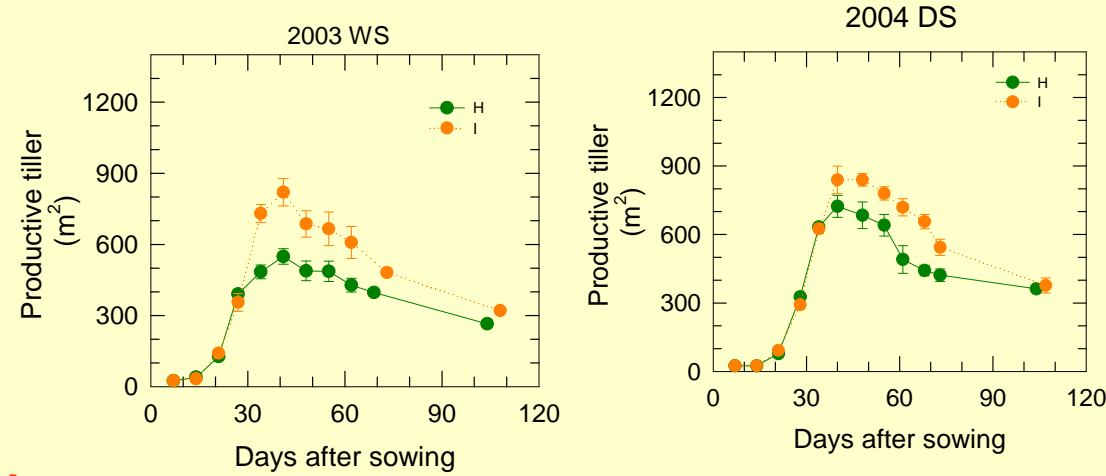 2003 WS
Productive tiller
(m²)
1200
900
600
300
0
H
I
0 30 60 90 120
Days after sowing
2004 DS
Productive tiller
(m²)
1200
900
600
300
0
H
I
0 30 60 90 120
Days after sowing